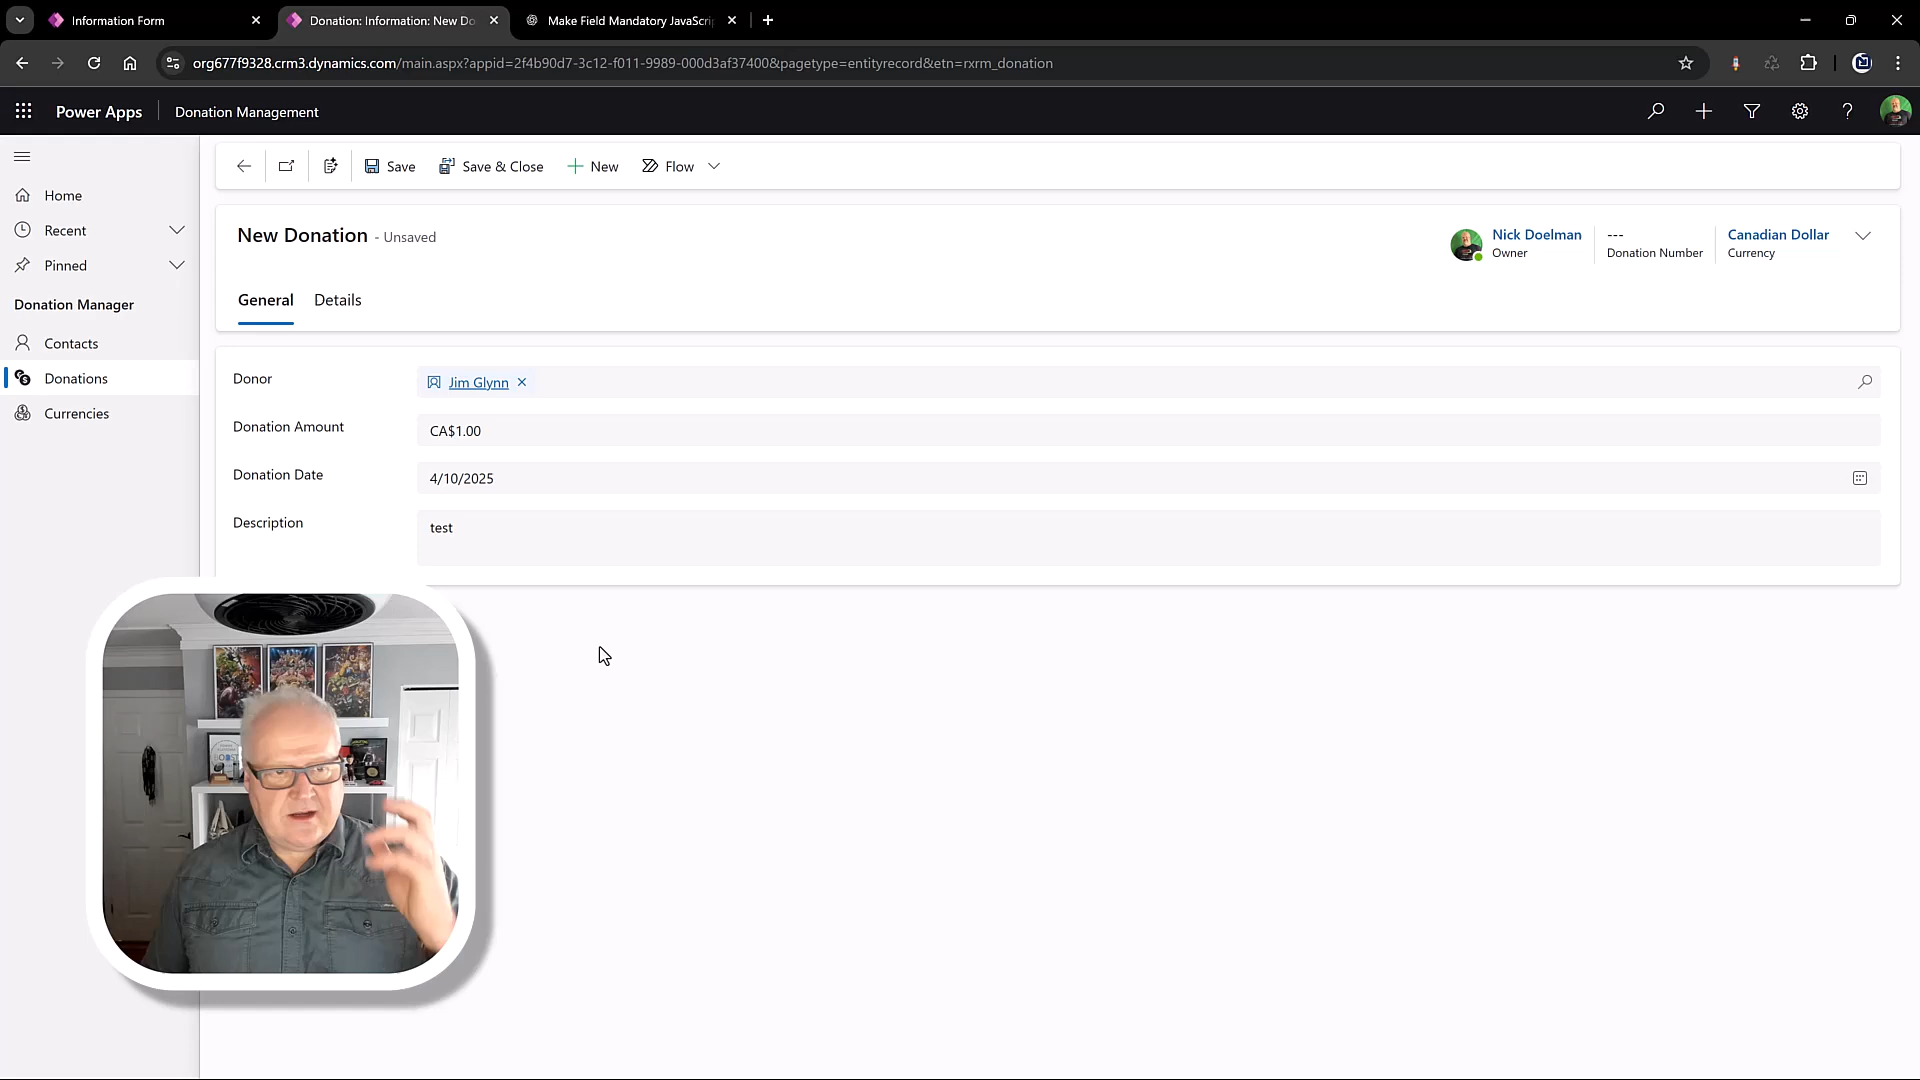 Information Form
Donation: Information: New Do
Make Field Mandatory JavaScri
org677f9328.crm3.dynamics.com/main.aspx?appid=2f4b90d7-3c12-f011-9989-000d3af37400&pagetype=entityrecord&etn=rxrm_donation
Power Apps
Donation Management
Save
Save & Close
New
Flow
Home
Recent
Pinned
Donation Manager
Contacts
Donations
Currencies
New Donation - Unsaved
Nick Doelman
Owner
---
Donation Number
Canadian Dollar
Currency
General
Details
Donor
Jim Glynn
Donation Amount
CA$1.00
Donation Date
4/10/2025
Description
test